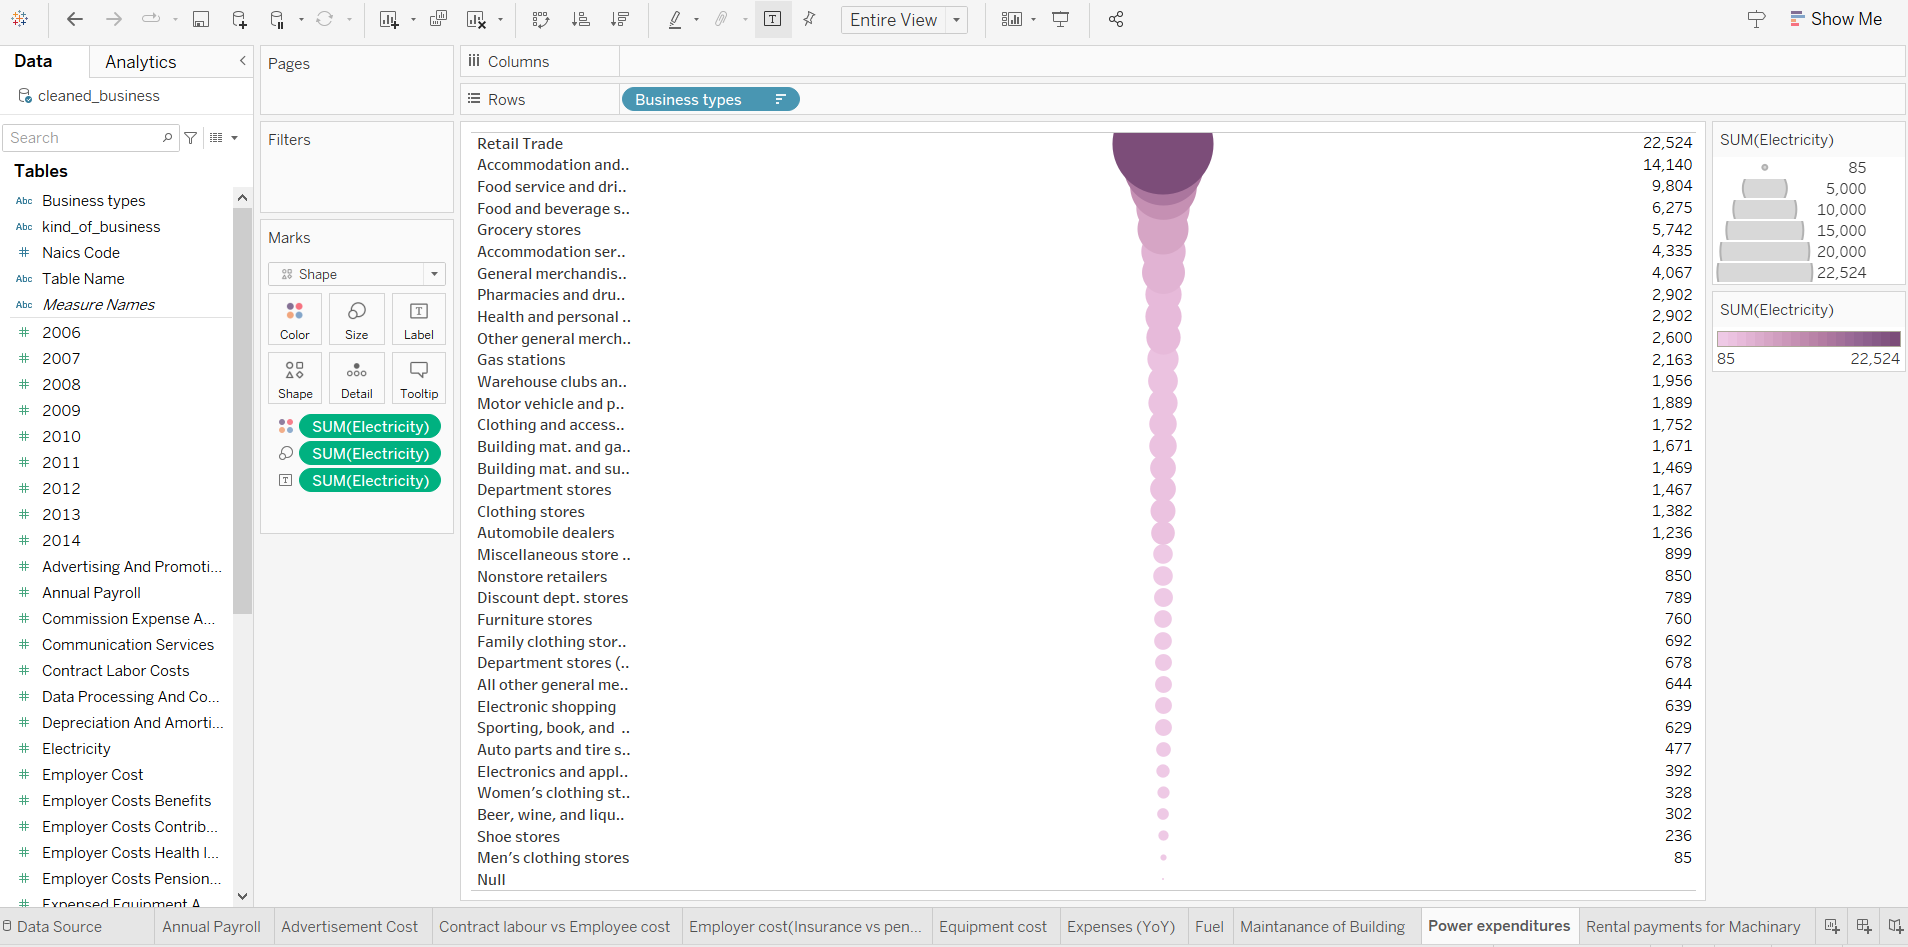 Entire View
Show Me
Data
Analytics
cleaned_business
Search
Tables
Abc Business types
Abc kind_of_business
# Naics Code
Abc Table Name
Abc Measure Names
# 2006
# 2007
# 2008
# 2009
# 2010
# 2011
# 2012
# 2013
# 2014
# Advertising And Promoti...
# Annual Payroll
# Commission Expense A...
# Communication Services
# Contract Labor Costs
# Data Processing And Co...
# Depreciation And Amorti...
# Electricity
# Employer Cost
# Employer Costs Benefits
# Employer Costs Contrib...
# Employer Costs Health I...
# Employer Costs Pension...
Expensed Equipment A
Pages
Filters
Marks
Shape
Color Size Label
Shape Detail Tooltip
SUM(Electricity)
SUM(Electricity)
T SUM(Electricity)
Columns
Rows Business types
Retail Trade 22,524
Accommodation and.. 14,140
Food service and dri.. 9,804
Food and beverage s.. 6,275
Grocery stores 5,742
Accommodation ser.. 4,335
General merchandis.. 4,067
Pharmacies and dru.. 2,902
Health and personal .. 2,902
Other general merch.. 2,600
Gas stations 2,163
Warehouse clubs an.. 1,956
Motor vehicle and p.. 1,889
Clothing and access.. 1,752
Building mat. and ga.. 1,671
Building mat. and su.. 1,469
Department stores 1,467
Clothing stores 1,382
Automobile dealers 1,236
Miscellaneous store .. 899
Nonstore retailers 850
Discount dept. stores 789
Furniture stores 760
Family clothing stor.. 692
Department stores (.. 678
All other general me.. 644
Electronic shopping 639
Sporting, book, and .. 629
Auto parts and tire s.. 477
Electronics and appl.. 392
Women’s clothing st.. 328
Beer, wine, and liqu.. 302
Shoe stores 236
Men’s clothing stores 85
Null
SUM(Electricity)
85
5,000
10,000
15,000
20,000
22,524
SUM(Electricity)
85 22,524
Data Source Annual Payroll Advertisement Cost Contract labour vs Employee cost Employer cost(Insurance vs pen... Equipment cost Expenses (YoY) Fuel Maintanance of Building Power expenditures Rental payments for Machinary